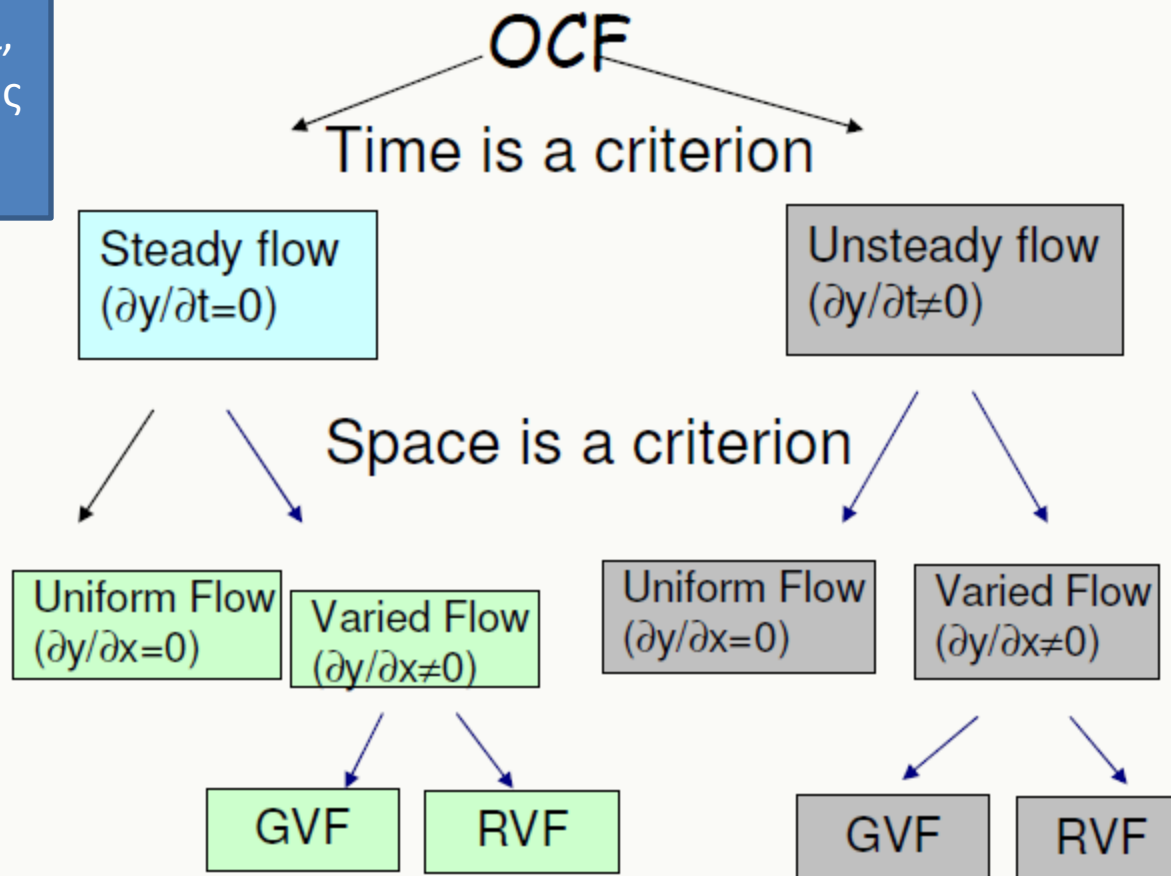 ς
OCF
Time is a criterion
Steady flow
(∂y/∂t=0)
Unsteady flow
(∂y/∂t≠0)
Space is a criterion
Uniform Flow
(∂y/∂x=0)
Varied Flow
(∂y/∂x≠0)
Uniform Flow
(∂y/∂x=0)
Varied Flow
(∂y/∂x≠0)
GVF
RVF
GVF
RVF